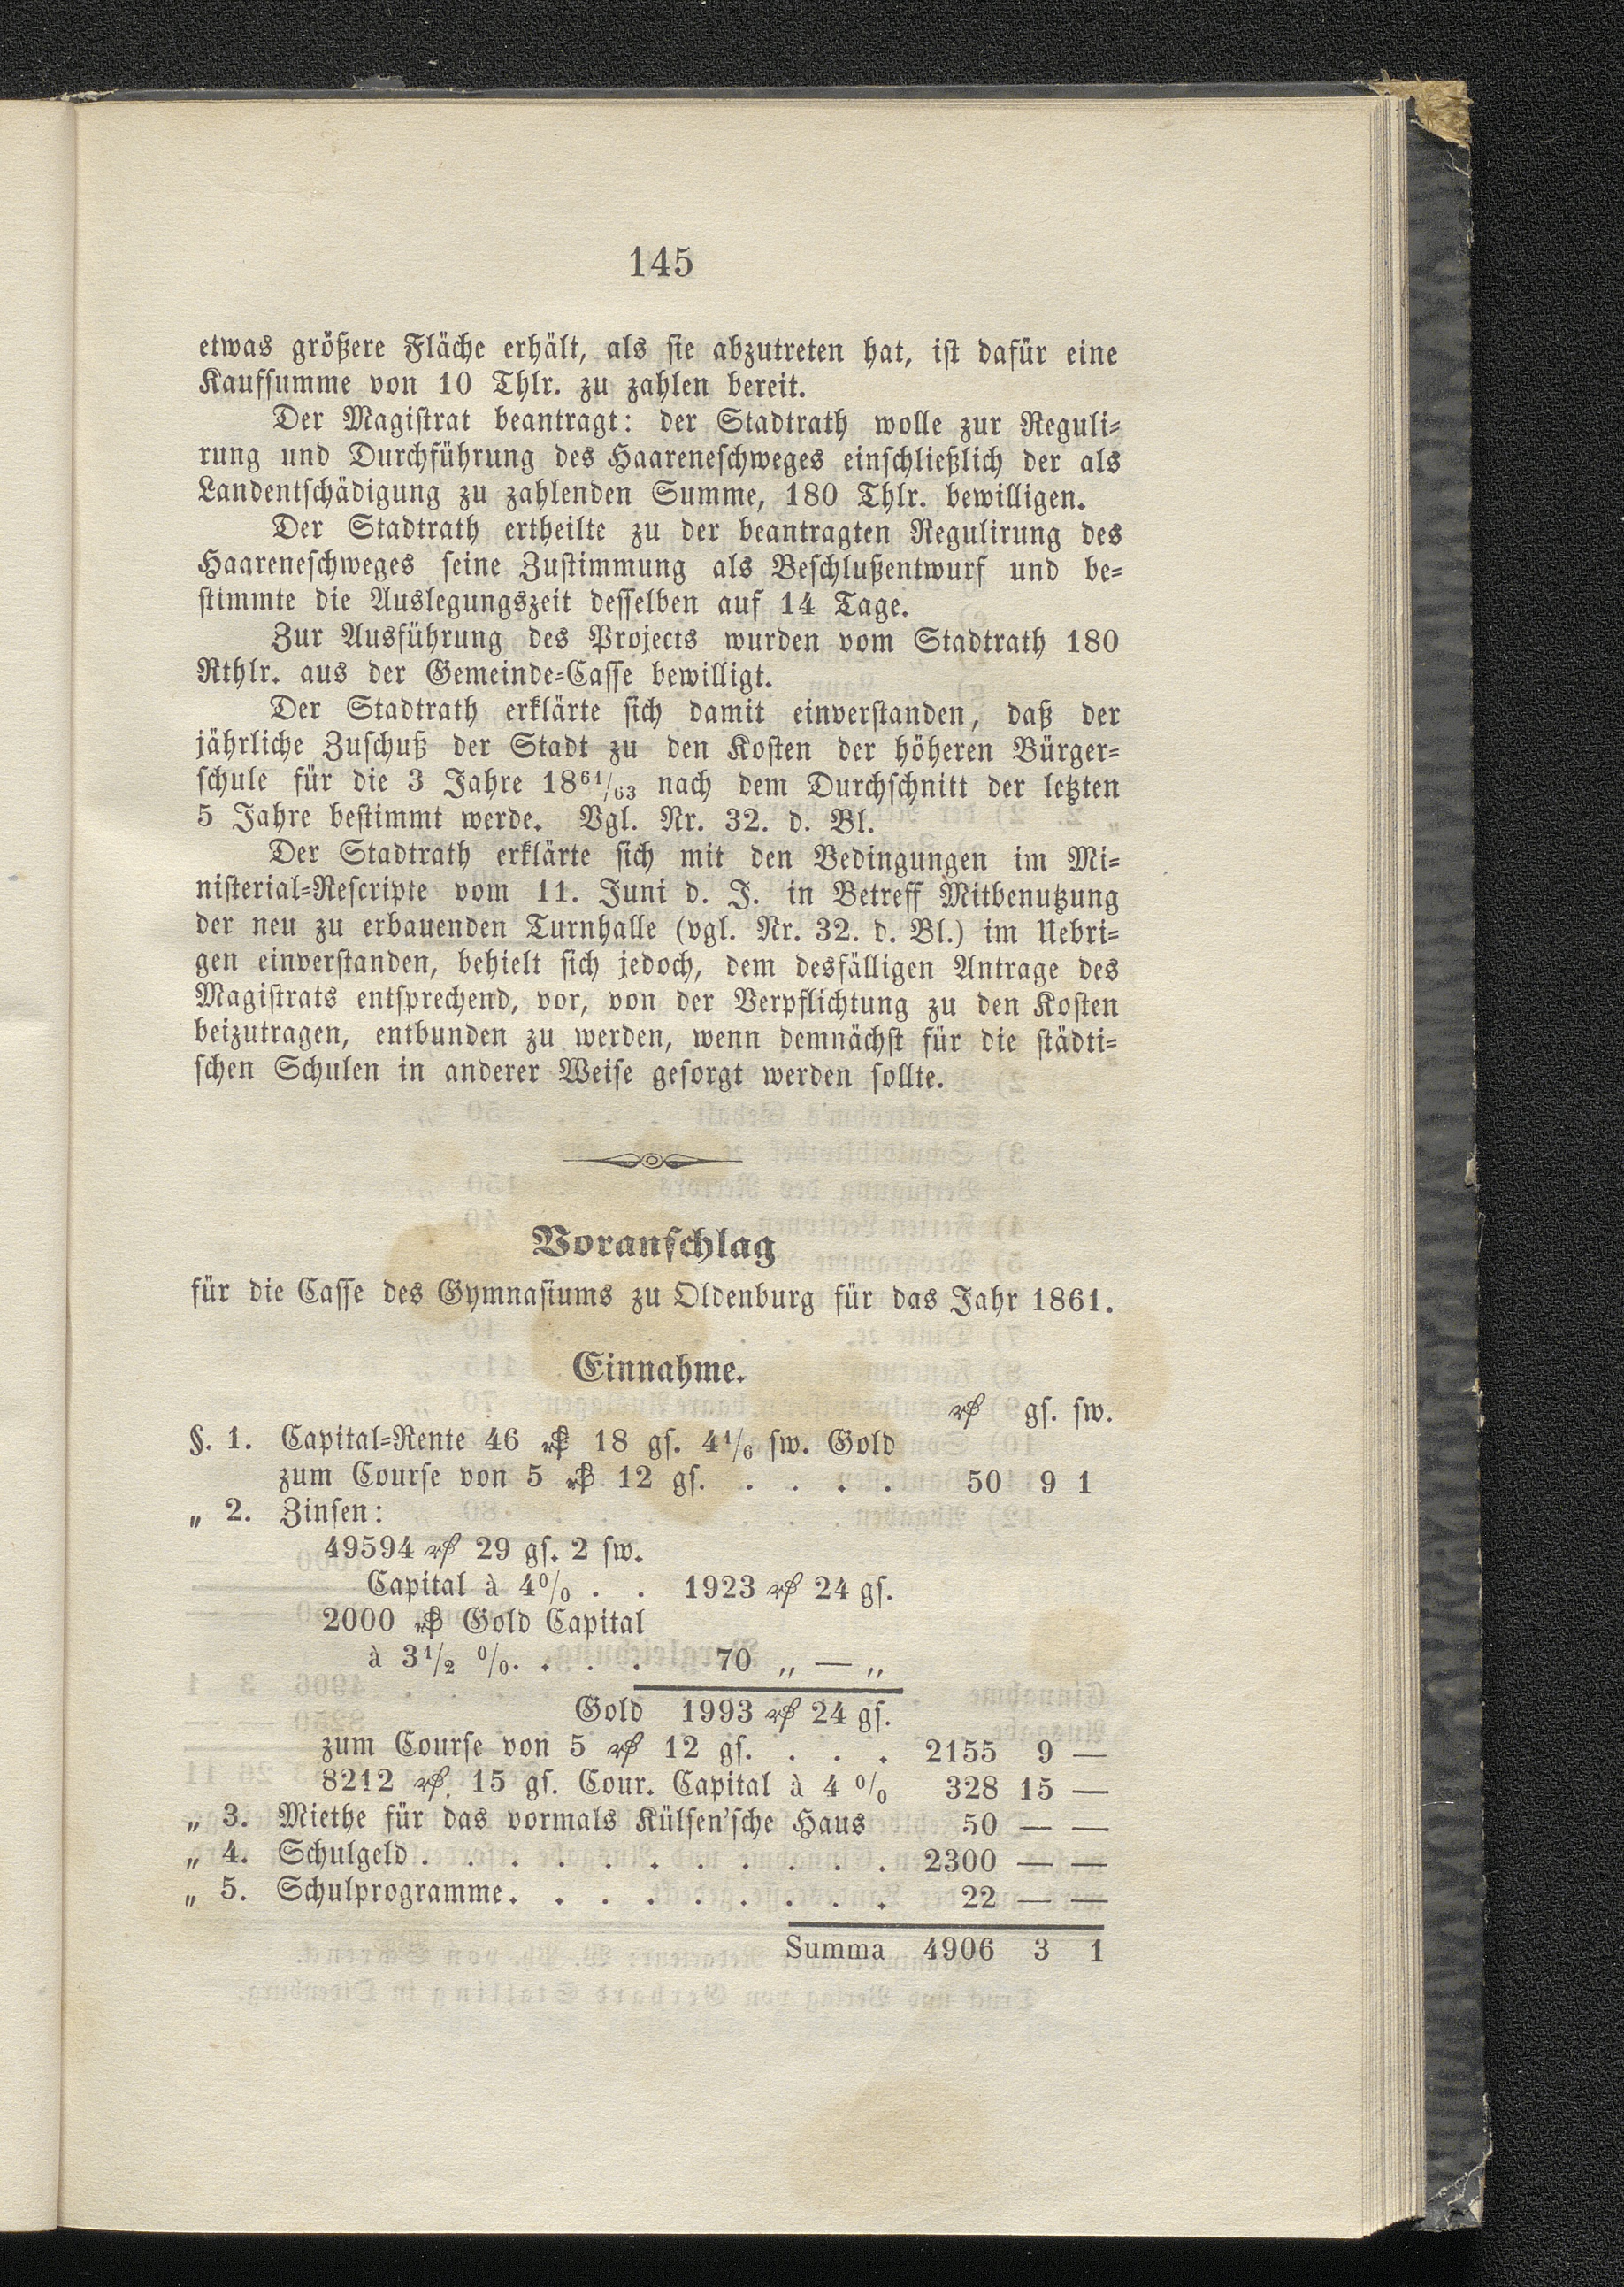 145
etwas größere Fläche erhält, als sie abzutreten hat, ist dafür eine
Kaufsumme von 10 Thlr. zu zahlen bereit.
Der Magistrat beantragt: der Stadtrath wolle zur Reguli-
rung und Durchführung des Haareneschweges einschließlich der als
Landentschädigung zu zahlenden Summe, 180 Thlr. bewilligen.
Der Stadtrath ertheilte zu der beantragten Regulirung des
Haareneschweges seine Zustimmung als Beschlußentwurf und be-
stimmte die Auslegungszeit desselben auf 14 Tage.
Zur Ausführung des Projects wurden vom Stadtrath 180
Rthlr. aus der Gemeinde-Casse bewilligt.
Der Stadtrath erklärte sich damit einverstanden, daß der
jährliche Zuschuß der Stadt zu den Kosten der höheren Bürger-
schule für die 3 Jahre 18⁶¹/₆₃ nach dem Durchschnitt der letzten
5 Jahre bestimmt werde. Vgl. Nr. 32. d. Bl.
Der Stadtrath erklärte sich mit den Bedingungen im Mi-
nisterial-Rescripte vom 11. Juni d. J. in Betreff Mitbenutzung
der neu zu erbauenden Turnhalle (vgl. Nr. 32. d. Bl.) im Uebri-
gen einverstanden, behielt sich jedoch, dem desfälligen Antrage des
Magistrats entsprechend, vor, von der Verpflichtung zu den Kosten
beizutragen, entbunden zu werden, wenn demnächst für die städti-
schen Schulen in anderer Weise gesorgt werden sollte.
Voranschlag
für die Casse des Gymnasiums zu Oldenburg für das Jahr 1861.
Einnahme.
₰ gs. sw.
§. 1. Capital-Rente 46 ₰ 18 gs. 4¹/₆ sw. Gold
zum Course von 5 ₰ 12 gs. . . . . 50 9 1
„ 2. Zinsen:
49594 ₰ 29 gs. 2 sw.
Capital à 4% . . 1923 ₰ 24 gs.
2000 ₰ Gold Capital
à 3¹/₂ %. . . . 70 „ — „
Gold 1993 ₰ 24 gs.
zum Course von 5 ₰ 12 gs. . . . 2155 9 —
8212 ₰ 15 gs. Cour. Capital à 4 % 328 15 —
„ 3. Miethe für das vormals Külsen'sche Haus 50 — —
„ 4. Schulgeld . . . . . . . . . . . 2300 — —
„ 5. Schulprogramme. . . . . . . . . 22 — —
Summa 4906 3 1